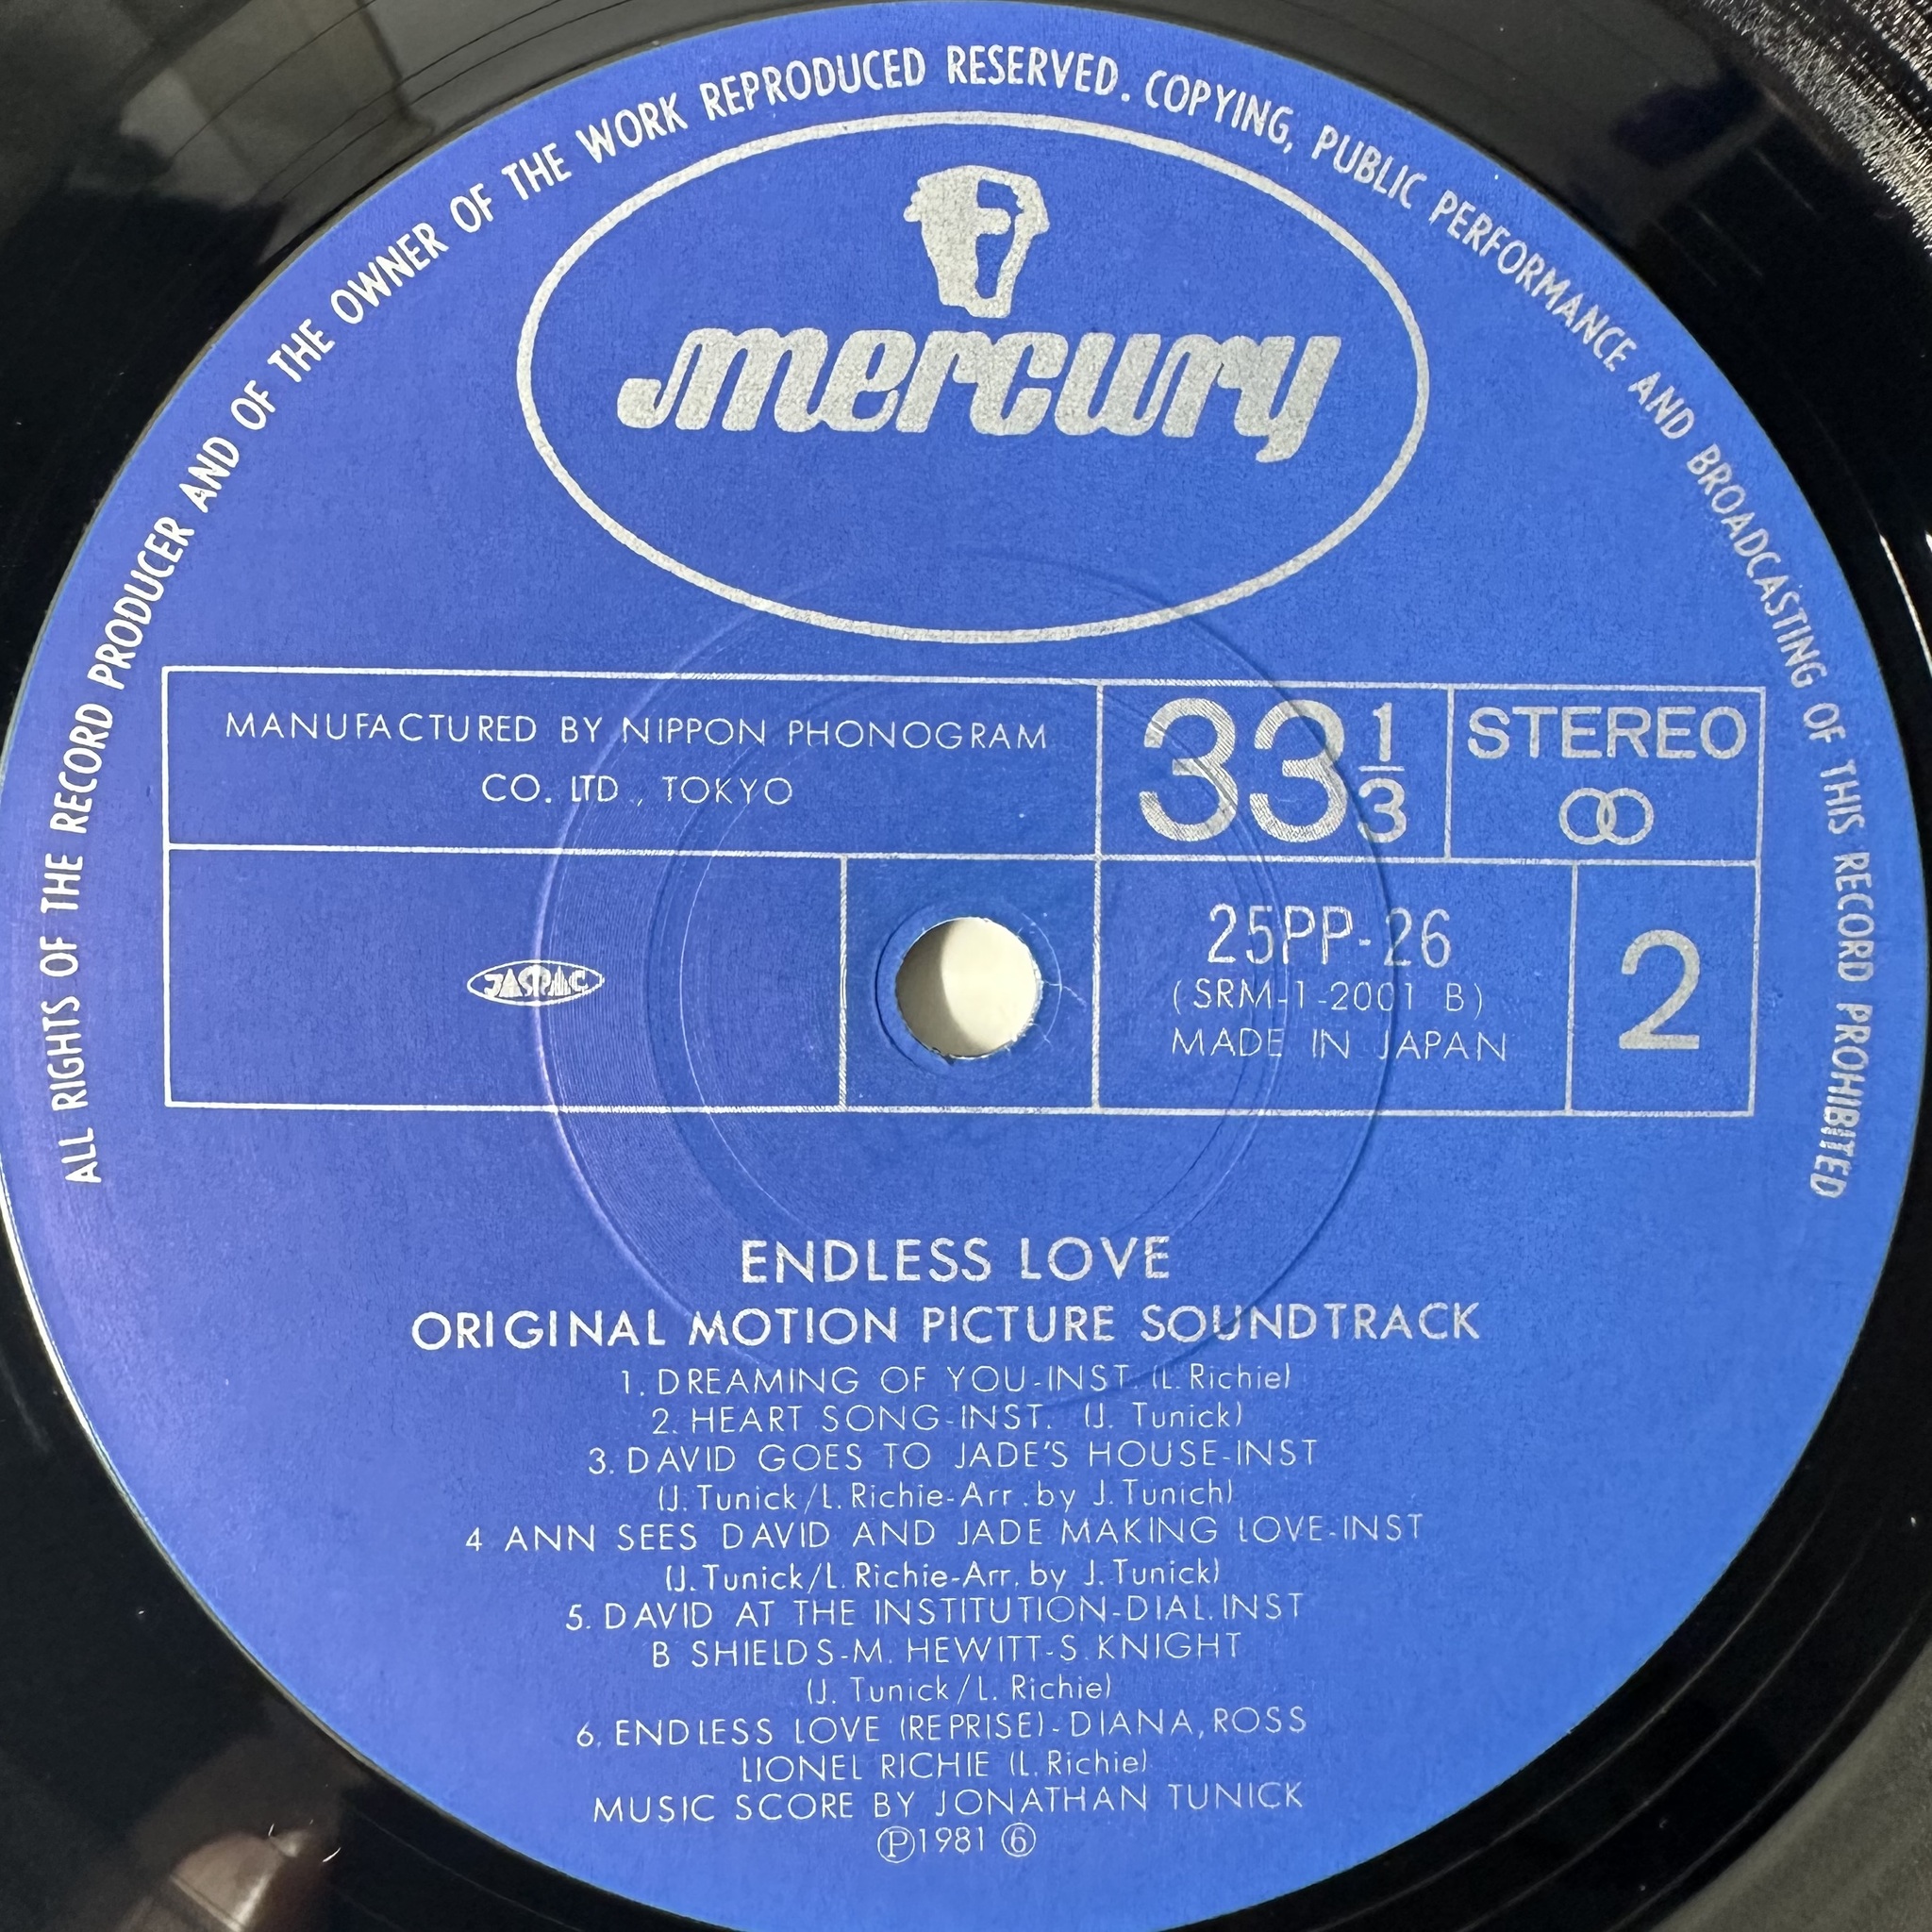 ALL RIGHTS OF THE RECORD PRODUCER AND OF THE OWNER OF THE WORK REPRODUCED RESERVED. COPYING, PUBLIC PERFORMANCE AND BROADCASTING OF THIS RECORD PROHIBITED
mercury
MANUFACTURED BY NIPPON PHONOGRAM
CO. LTD., TOKYO
33 1/3
STEREO
JASRAC
25PP-26
(SRM-1-2001 B)
MADE IN JAPAN
2
ENDLESS LOVE
ORIGINAL MOTION PICTURE SOUNDTRACK
1. DREAMING OF YOU-INST. (L. Richie)
2. HEART SONG-INST. (J. Tunick)
3. DAVID GOES TO JADE'S HOUSE-INST
(J. Tunick/L. Richie-Arr. by J. Tunich)
4 ANN SEES DAVID AND JADE MAKING LOVE-INST
(J. Tunick/L. Richie-Arr. by J. Tunick)
5. DAVID AT THE INSTITUTION-DIAL. INST
B SHIELDS-M. HEWITT-S. KNIGHT
(J. Tunick/L. Richie)
6. ENDLESS LOVE (REPRISE)-DIANA, ROSS
LIONEL RICHIE (L. Richie)
MUSIC SCORE BY JONATHAN TUNICK
Ⓟ1981 ⑥